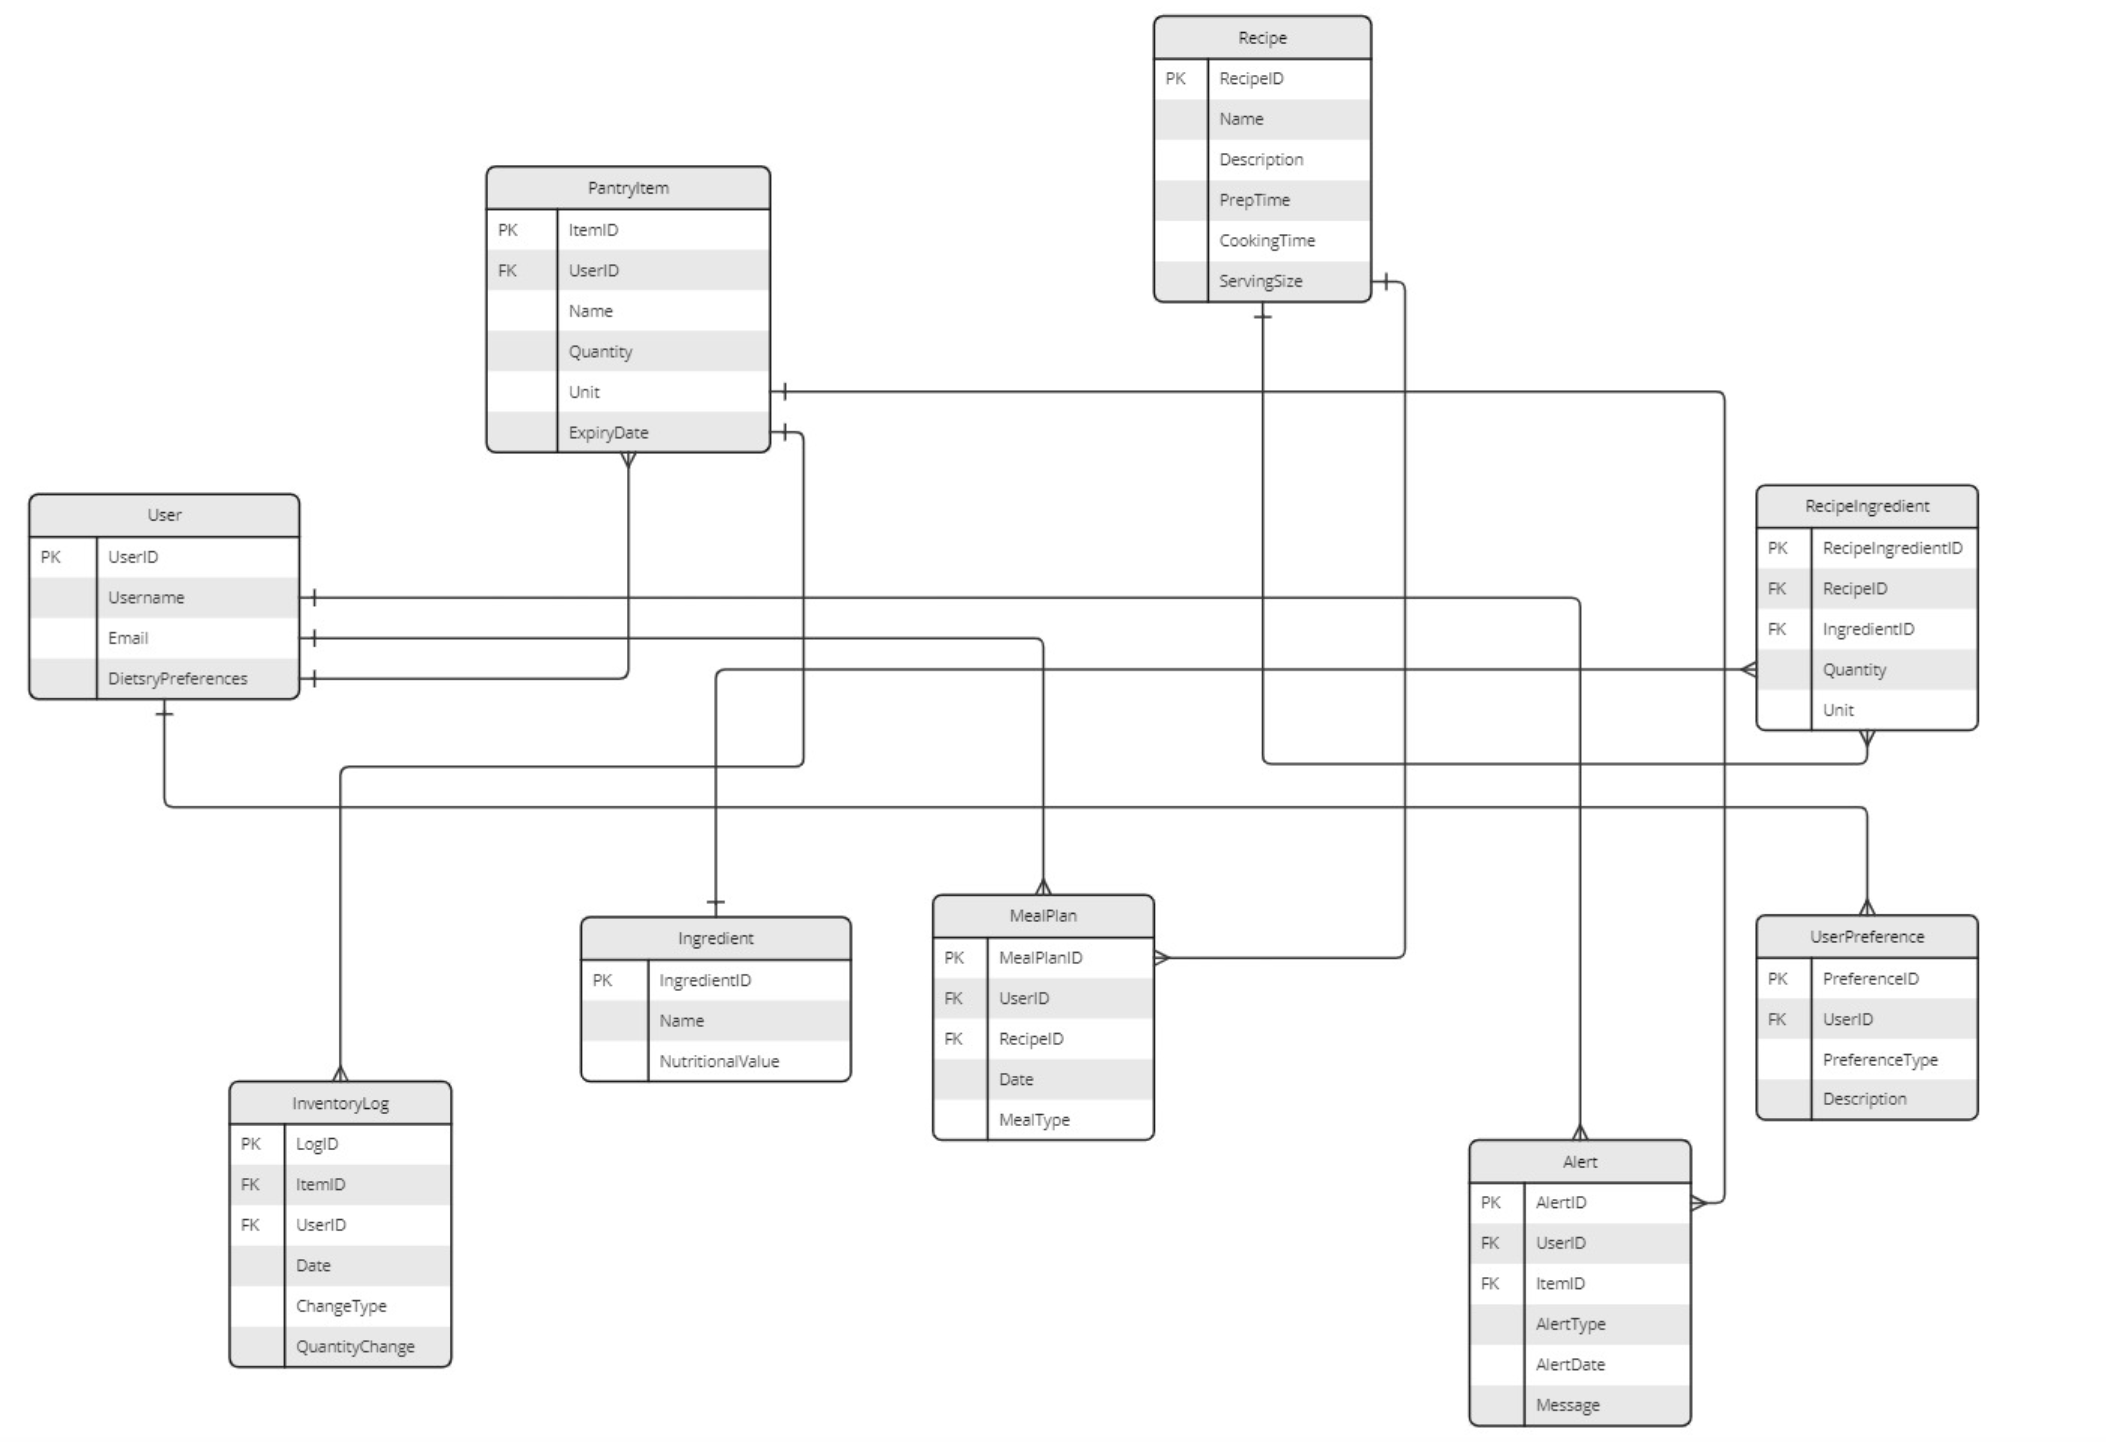 Recipe
PK RecipeID
Name
Description
PrepTime
CookingTime
ServingSize
PantryItem
PK ItemID
FK UserID
Name
Quantity
Unit
ExpiryDate
User
PK UserID
Username
Email
DietsryPreferences
RecipeIngredient
PK RecipeIngredientID
FK RecipeID
FK IngredientID
Quantity
Unit
Ingredient
PK IngredientID
Name
NutritionalValue
MealPlan
PK MealPlanID
FK UserID
FK RecipeID
Date
MealType
UserPreference
PK PreferenceID
FK UserID
PreferenceType
Description
InventoryLog
PK LogID
FK ItemID
FK UserID
Date
ChangeType
QuantityChange
Alert
PK AlertID
FK UserID
FK ItemID
AlertType
AlertDate
Message